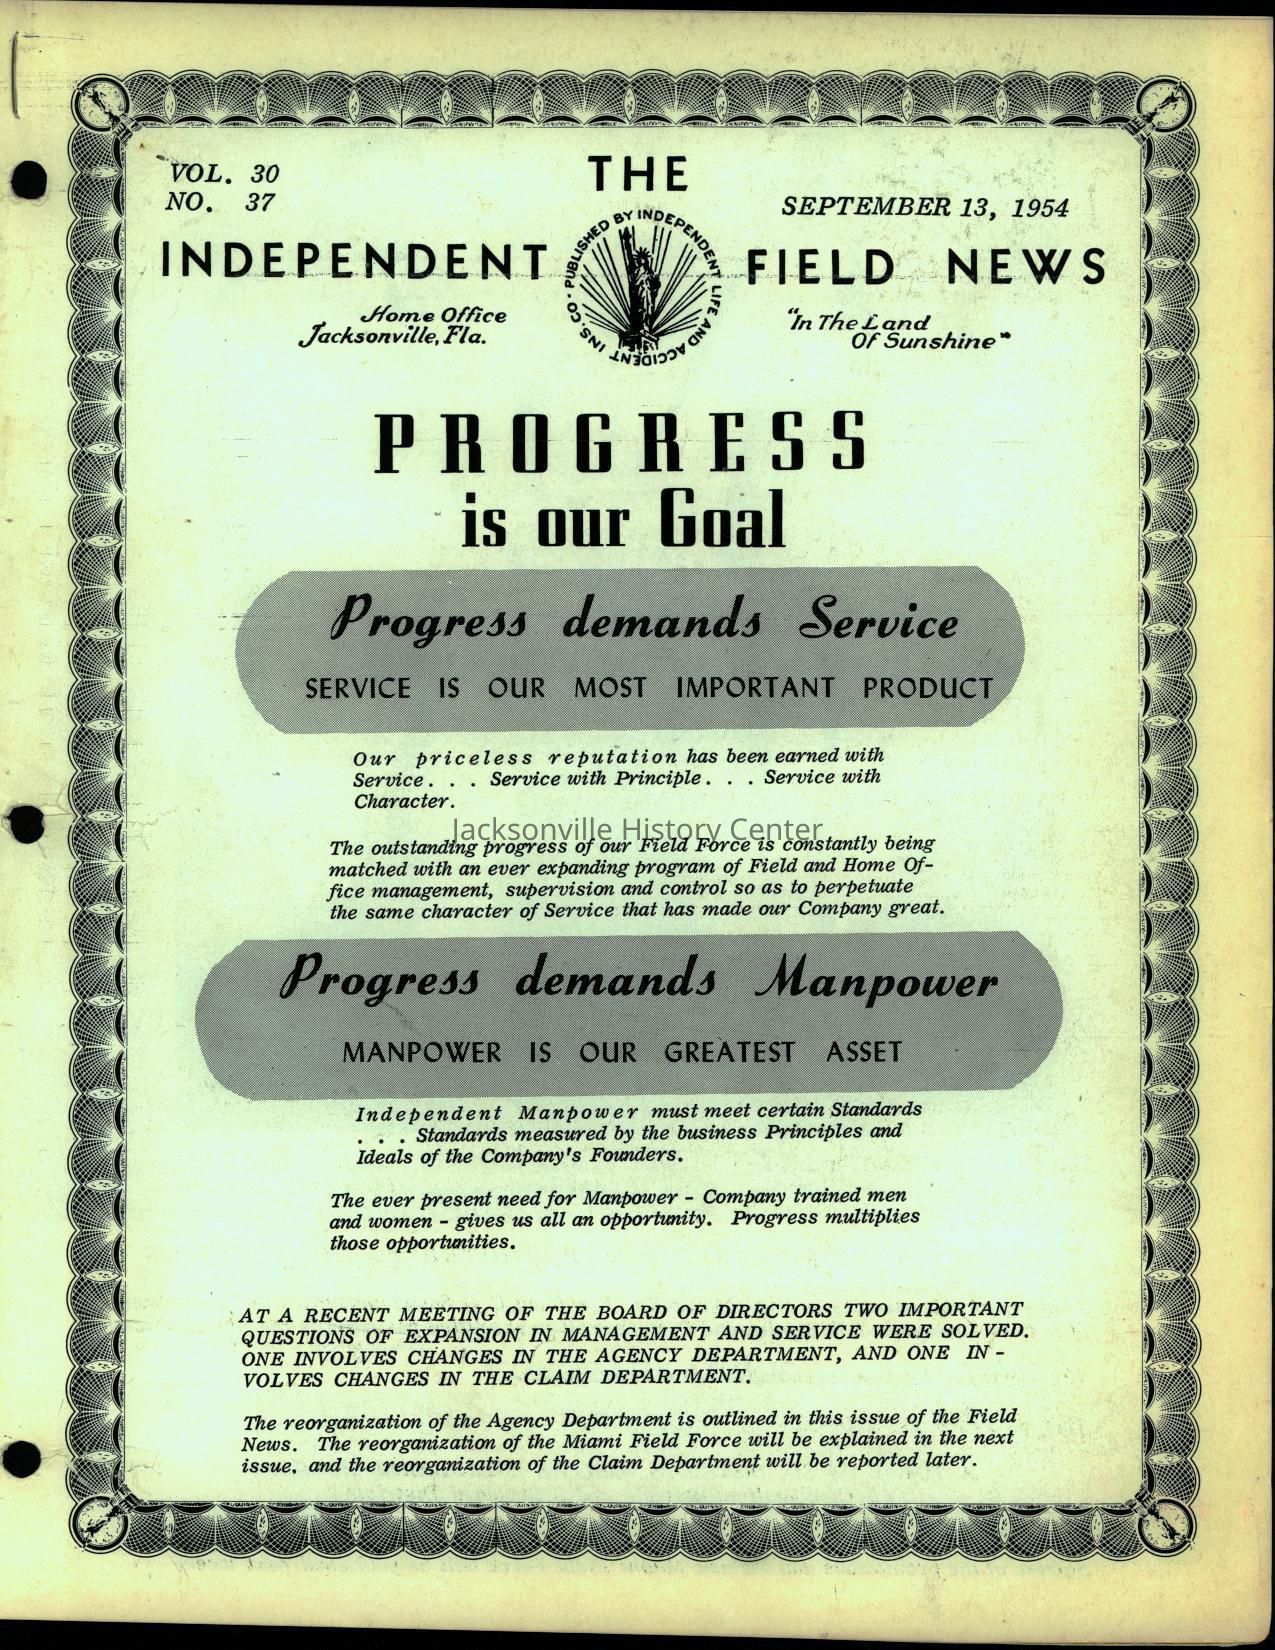 VOL. 30
NO. 37
THE
SEPTEMBER 13, 1954
INDEPENDENT FIELD NEWS
PUBLISHED BY INDEPENDENT LIFE AND ACCIDENT INS. CO.
Home Office
Jacksonville, Fla.
"In The Land
Of Sunshine"
PROGRESS
is our Goal
Progress demands Service
SERVICE IS OUR MOST IMPORTANT PRODUCT
Our priceless reputation has been earned with
Service. . . Service with Principle. . . Service with
Character.
Jacksonville History Center
The outstanding progress of our Field Force is constantly being
matched with an ever expanding program of Field and Home Of-
fice management, supervision and control so as to perpetuate
the same character of Service that has made our Company great.
Progress demands Manpower
MANPOWER IS OUR GREATEST ASSET
Independent Manpower must meet certain Standards
. . . Standards measured by the business Principles and
Ideals of the Company's Founders.
The ever present need for Manpower - Company trained men
and women - gives us all an opportunity. Progress multiplies
those opportunities.
AT A RECENT MEETING OF THE BOARD OF DIRECTORS TWO IMPORTANT
QUESTIONS OF EXPANSION IN MANAGEMENT AND SERVICE WERE SOLVED.
ONE INVOLVES CHANGES IN THE AGENCY DEPARTMENT, AND ONE IN-
VOLVES CHANGES IN THE CLAIM DEPARTMENT.
The reorganization of the Agency Department is outlined in this issue of the Field
News. The reorganization of the Miami Field Force will be explained in the next
issue, and the reorganization of the Claim Department will be reported later.